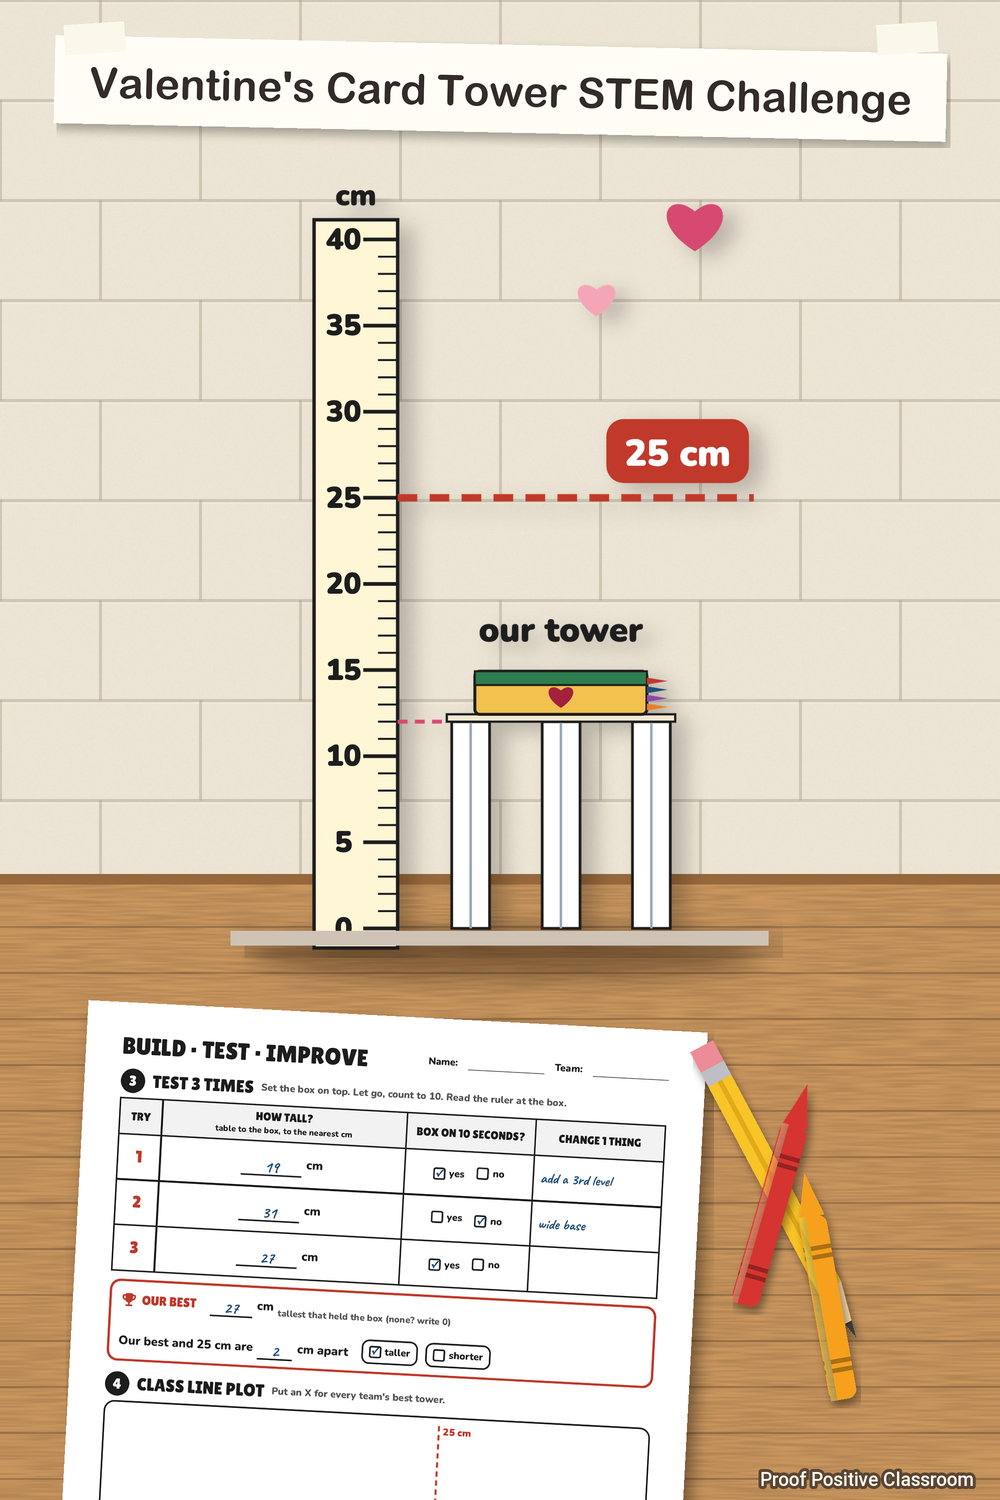 Valentine's Card Tower STEM Challenge
cm
40
35
30
25 cm
25
20
our tower
15
10
5
0
BUILD · TEST · IMPROVE
Name: Team:
3 TEST 3 TIMES Set the box on top. Let go, count to 10. Read the ruler at the box.
TRY HOW TALL? BOX ON 10 SECONDS? CHANGE 1 THING
table to the box, to the nearest cm
1 19 cm yes no add a 3rd level
2 31 cm yes no wide base
3 27 cm yes no
OUR BEST 27 cm tallest that held the box (none? write 0)
Our best and 25 cm are 2 cm apart taller shorter
4 CLASS LINE PLOT Put an X for every team's best tower.
25 cm
Proof Positive Classroom